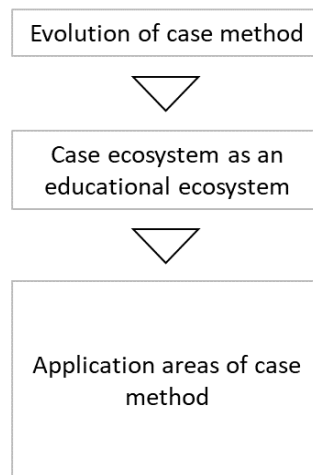 Evolution of case method
Case ecosystem as an
educational ecosystem
Application areas of case
method